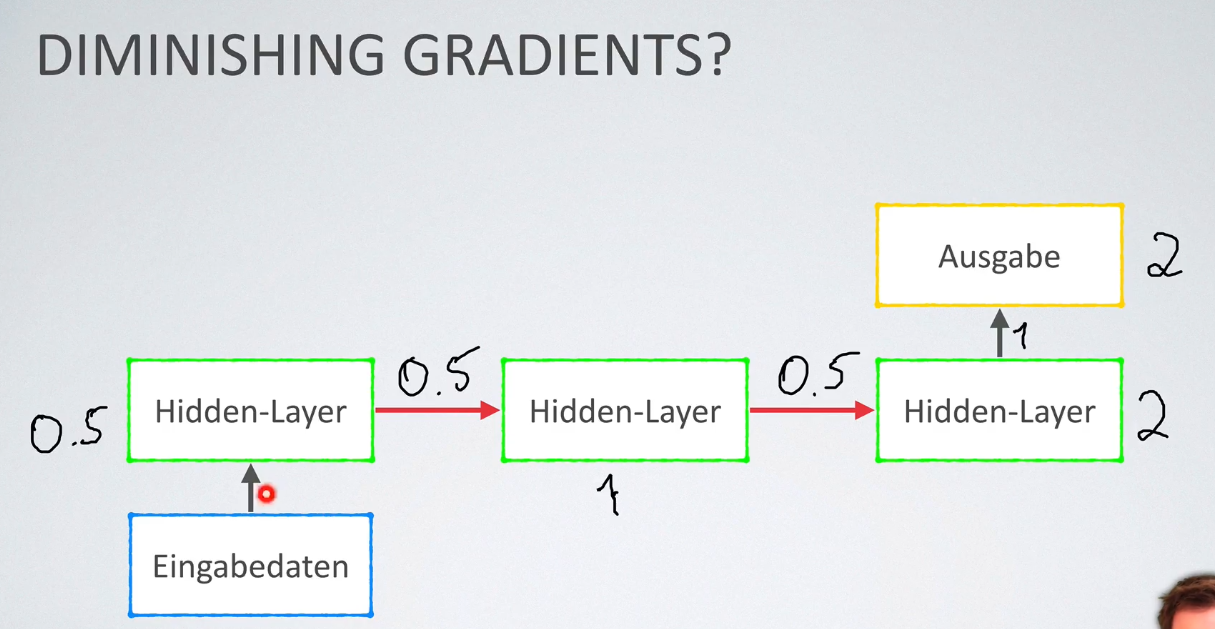 DIMINISHING GRADIENTS?
Ausgabe 2
1
0.5 0.5
0.5 Hidden-Layer Hidden-Layer Hidden-Layer 2
1
Eingabedaten